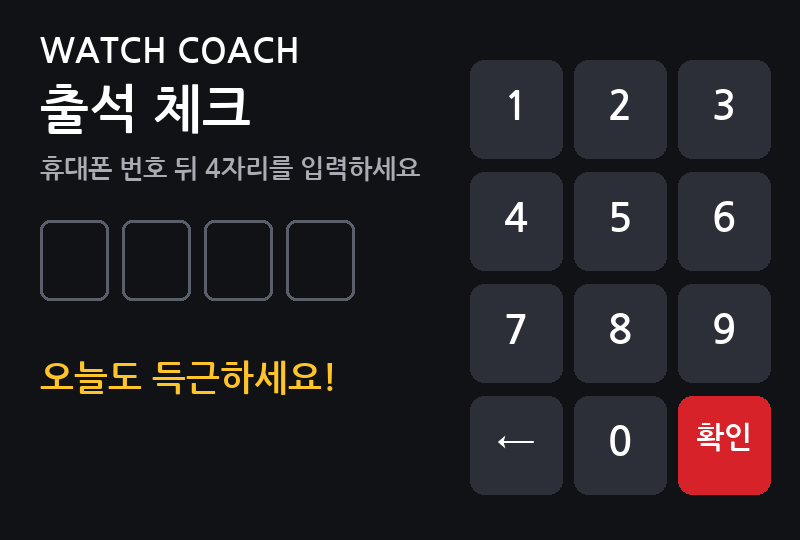 WATCH COACH
출석 체크
휴대폰 번호 뒤 4자리를 입력하세요
오늘도 득근하세요!
1 2 3
4 5 6
7 8 9
← 0 확인